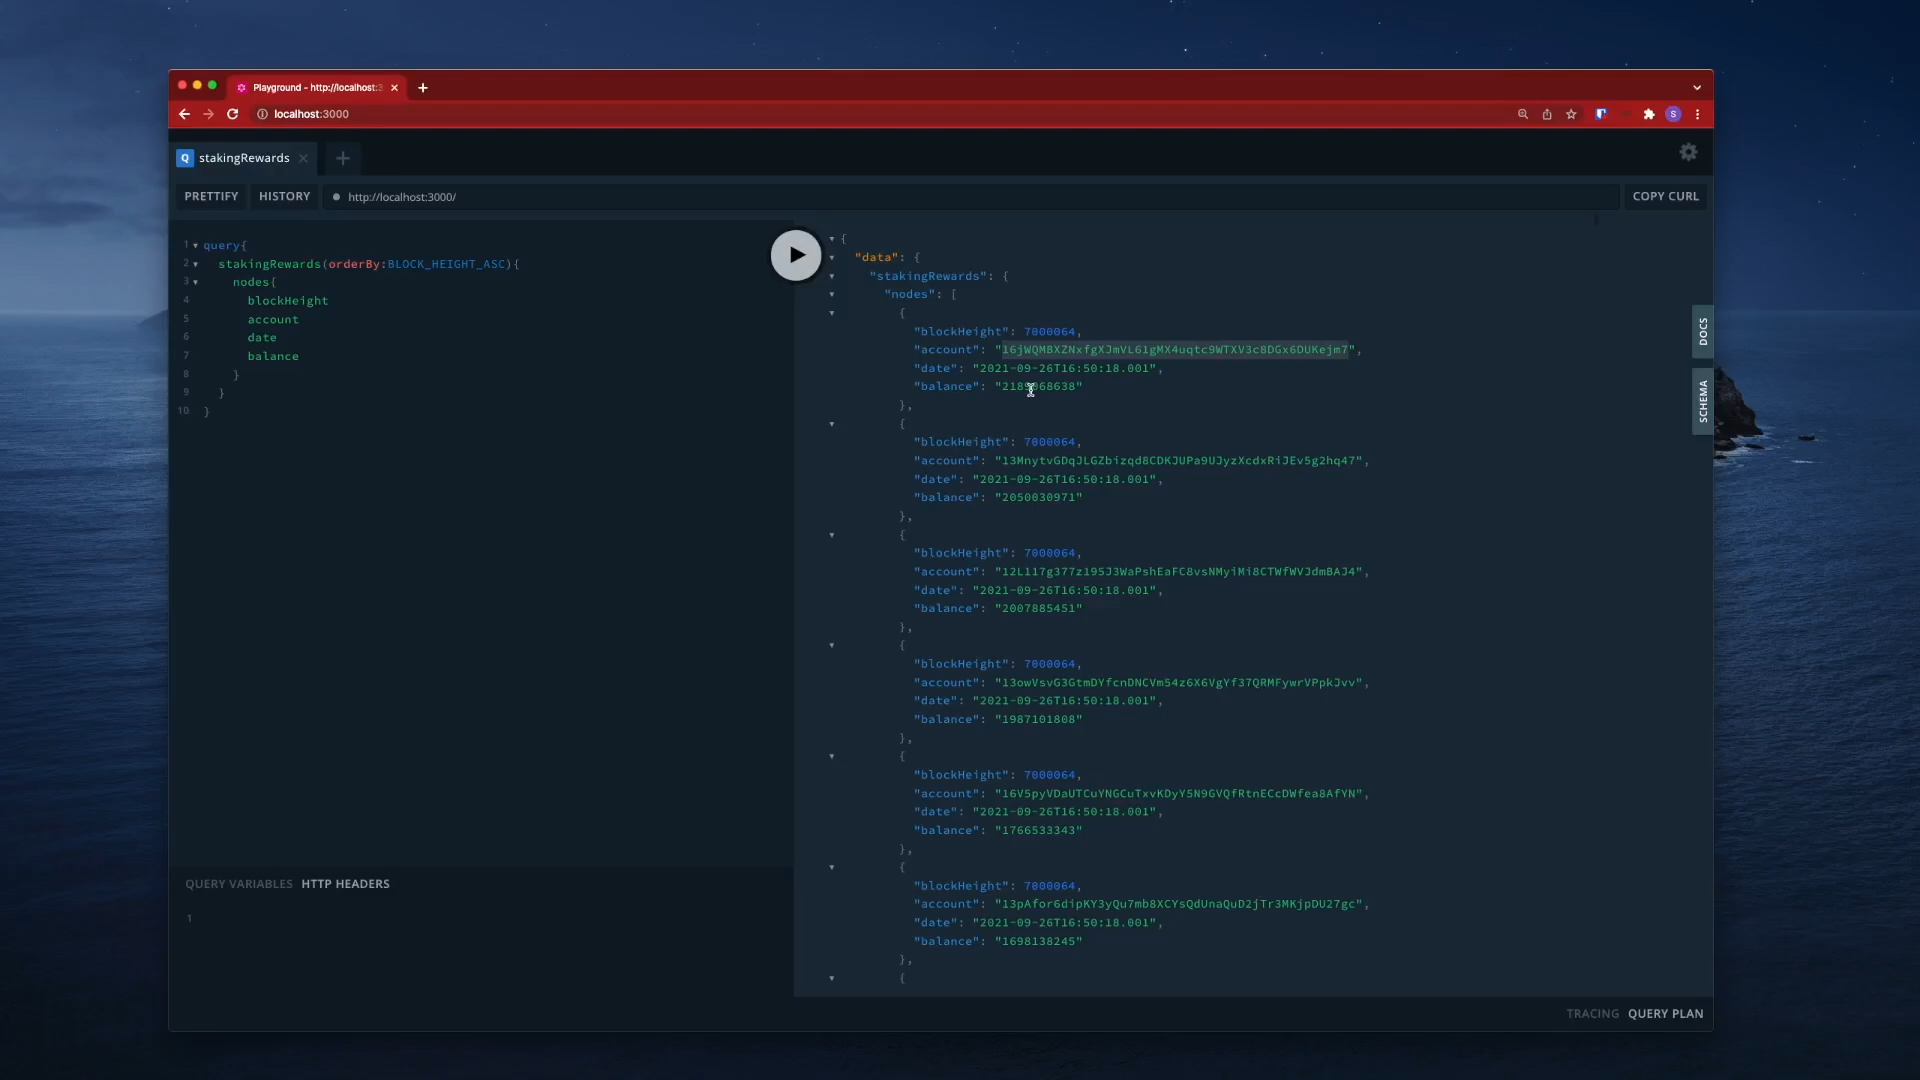 Playground - http://localhost:3
localhost:3000
S
Q stakingRewards
PRETTIFY HISTORY http://localhost:3000/ COPY CURL
1 query{
2 stakingRewards(orderBy:BLOCK_HEIGHT_ASC){
3 nodes{
4 blockHeight
5 account
6 date
7 balance
8 }
9 }
10 }
{
"data": {
"stakingRewards": {
"nodes": [
{
"blockHeight": 7000064,
"account": "16jWQMBXZNxfgXJmVL61gMX4uqtc9WTXV3c8DGx6DUKejm7",
"date": "2021-09-26T16:50:18.001",
"balance":
},
{
"blockHeight": 7000064,
"account": "13MnytvGDqJLGZbizqd8CDKJUPa9UJyzXcdxRiJEv5g2hq47",
"date": "2021-09-26T16:50:18.001",
"balance": "2050030971"
},
{
"blockHeight": 7000064,
"account": "12L117g377z195J3WaPshEaFC8vsNMyiMi8CTWfWVJdmBAJ4",
"date": "2021-09-26T16:50:18.001",
"balance": "2007885451"
},
{
"blockHeight": 7000064,
"account": "13owVsvG3GtmDYfcnDNCVm54z6X6VgYf37QRMFywrVPpkJvv",
"date": "2021-09-26T16:50:18.001",
"balance": "1987101808"
},
{
"blockHeight": 7000064,
"account": "16V5pyVDaUTCuYNGCuTxvKDyY5N9GVQfRtnECcDWfea8AfYN",
"date": "2021-09-26T16:50:18.001",
"balance": "1766533343"
},
{
"blockHeight": 7000064,
"account": "13pAfor6dipKY3yQu7mb8XCYsQdUnaQuD2jTr3MKjpDU27gc",
"date": "2021-09-26T16:50:18.001",
"balance": "1698138245"
},
{
DOCS
SCHEMA
QUERY VARIABLES HTTP HEADERS
1
TRACING QUERY PLAN